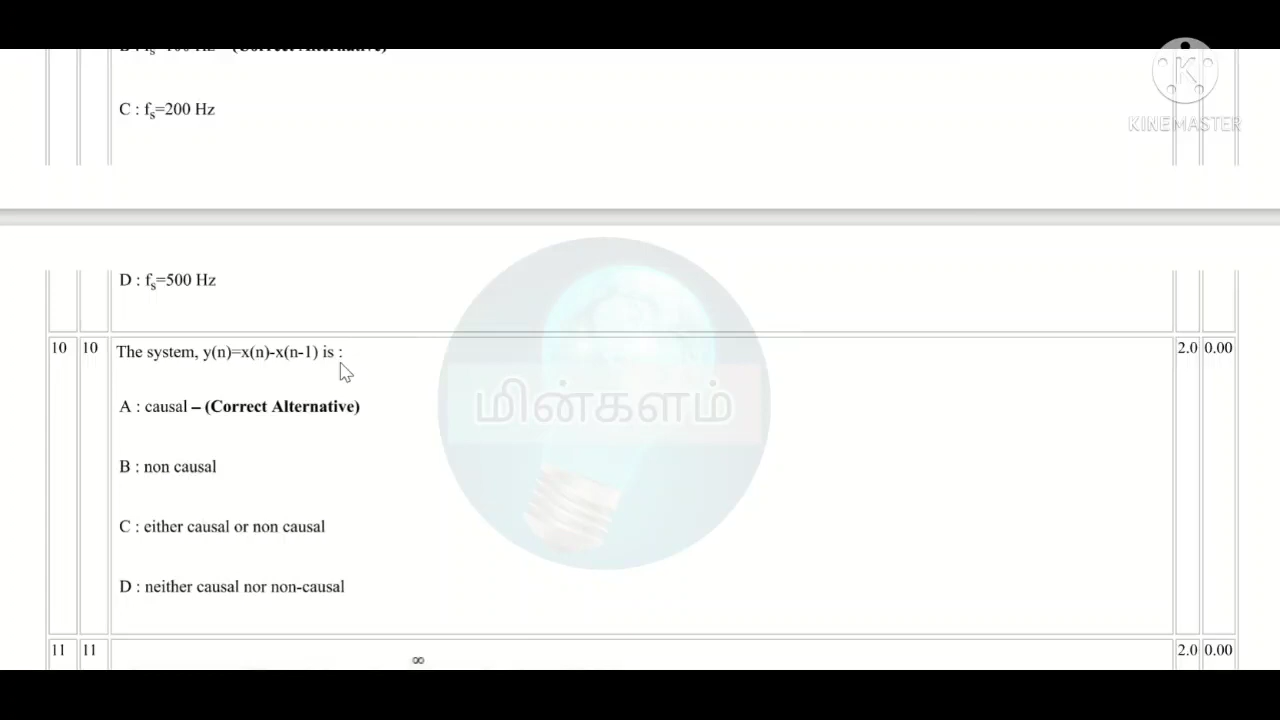 C : fs=200 Hz
KINEMASTER
D : fs=500 Hz
10 10 The system, y(n)=x(n)-x(n-1) is : 2.0 0.00
A : causal – (Correct Alternative)
மின்களம்
B : non causal
C : either causal or non causal
D : neither causal nor non-causal
11 11 2.0 0.00
∞